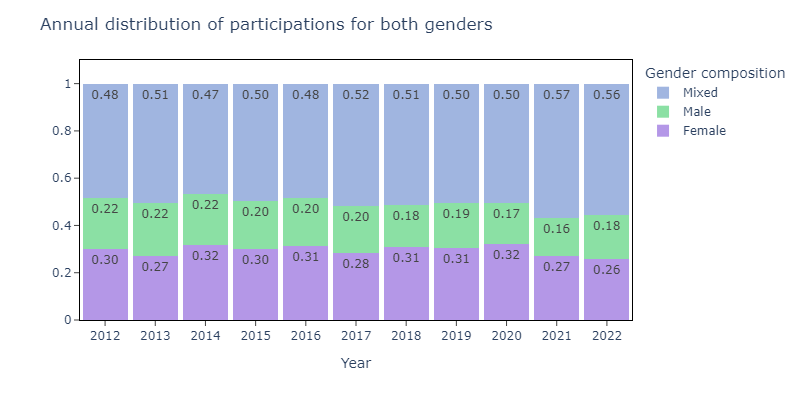 Annual distribution of participations for both genders
Gender composition
Mixed
Male
Female
1
0.8
0.6
0.4
0.2
0
0.48 0.51 0.47 0.50 0.48 0.52 0.51 0.50 0.50 0.57 0.56
0.22 0.22 0.22 0.20 0.20 0.20 0.18 0.19 0.17 0.16 0.18
0.30 0.27 0.32 0.30 0.31 0.28 0.31 0.31 0.32 0.27 0.26
2012 2013 2014 2015 2016 2017 2018 2019 2020 2021 2022
Year